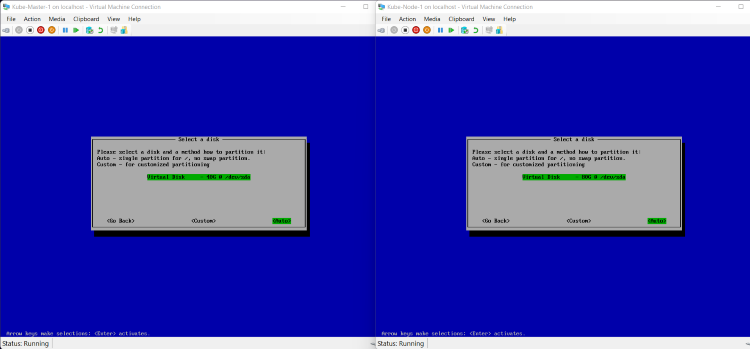 Kube-Master-1 on localhost - Virtual Machine Connection
File Action Media Clipboard View Help
Select a disk
Please select a disk and a method how to partition it:
Auto - single partition for /, no swap partition.
Custom - for customized partitioning
Virtual Disk - 40G @ /dev/sda
<Go Back> <Custom> <Auto>
Arrow keys make selections: <Enter> activates.
Status: Running
Kube-Node-1 on localhost - Virtual Machine Connection
File Action Media Clipboard View Help
Select a disk
Please select a disk and a method how to partition it:
Auto - single partition for /, no swap partition.
Custom - for customized partitioning
Virtual Disk - @ /dev/sda
<Go Back> <Custom> <Auto>
Arrow keys make selections: <Enter> activates.
Status: Running